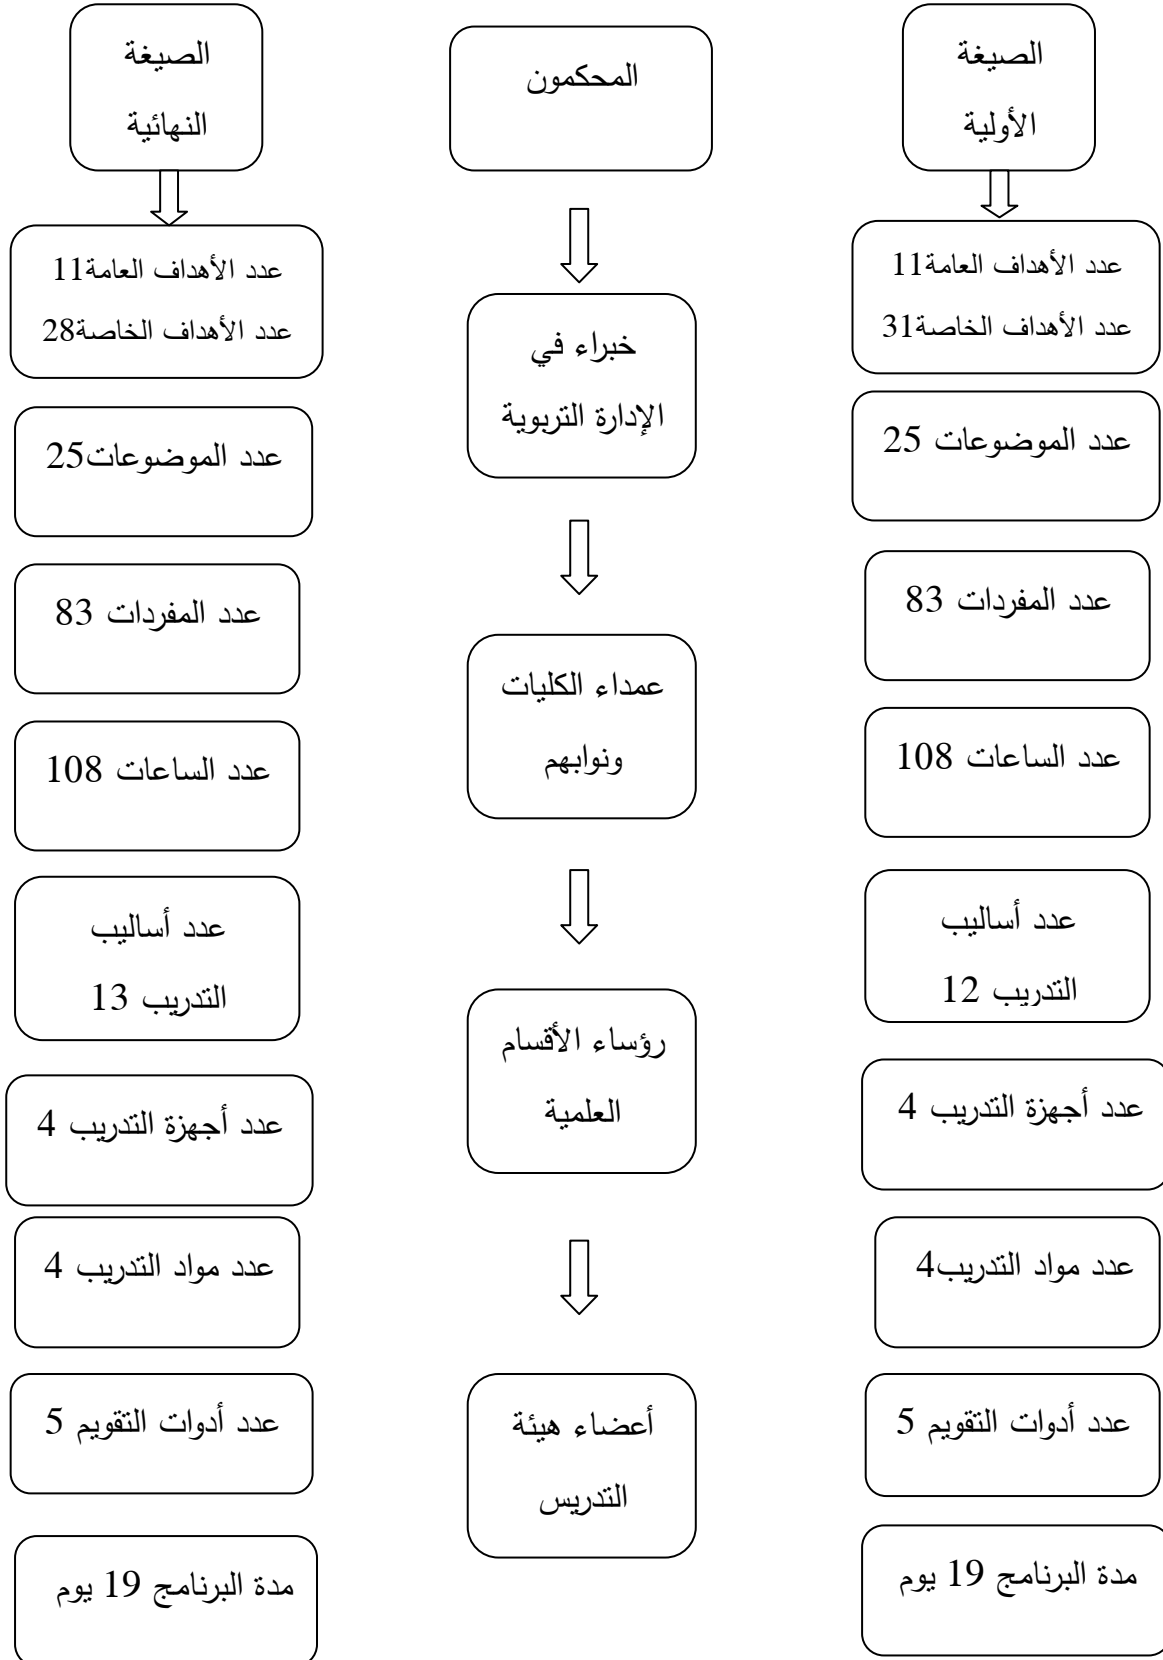 الصيغة
الأولية
عدد الأهداف العامة11
عدد الأهداف الخاصة31
عدد الموضوعات 25
عدد المفردات 83
عدد الساعات 108
عدد أساليب
التدريب 12
عدد أجهزة التدريب 4
عدد مواد التدريب4
عدد أدوات التقويم 5
مدة البرنامج 19 يوم
المحكمون
خبراء في
الإدارة التربوية
عمداء الكليات
ونوابهم
رؤساء الأقسام
العلمية
أعضاء هيئة
التدريس
الصيغة
النهائية
عدد الأهداف العامة11
عدد الأهداف الخاصة28
عدد الموضوعات25
عدد المفردات 83
عدد الساعات 108
عدد أساليب
التدريب 13
عدد أجهزة التدريب 4
عدد مواد التدريب 4
عدد أدوات التقويم 5
مدة البرنامج 19 يوم